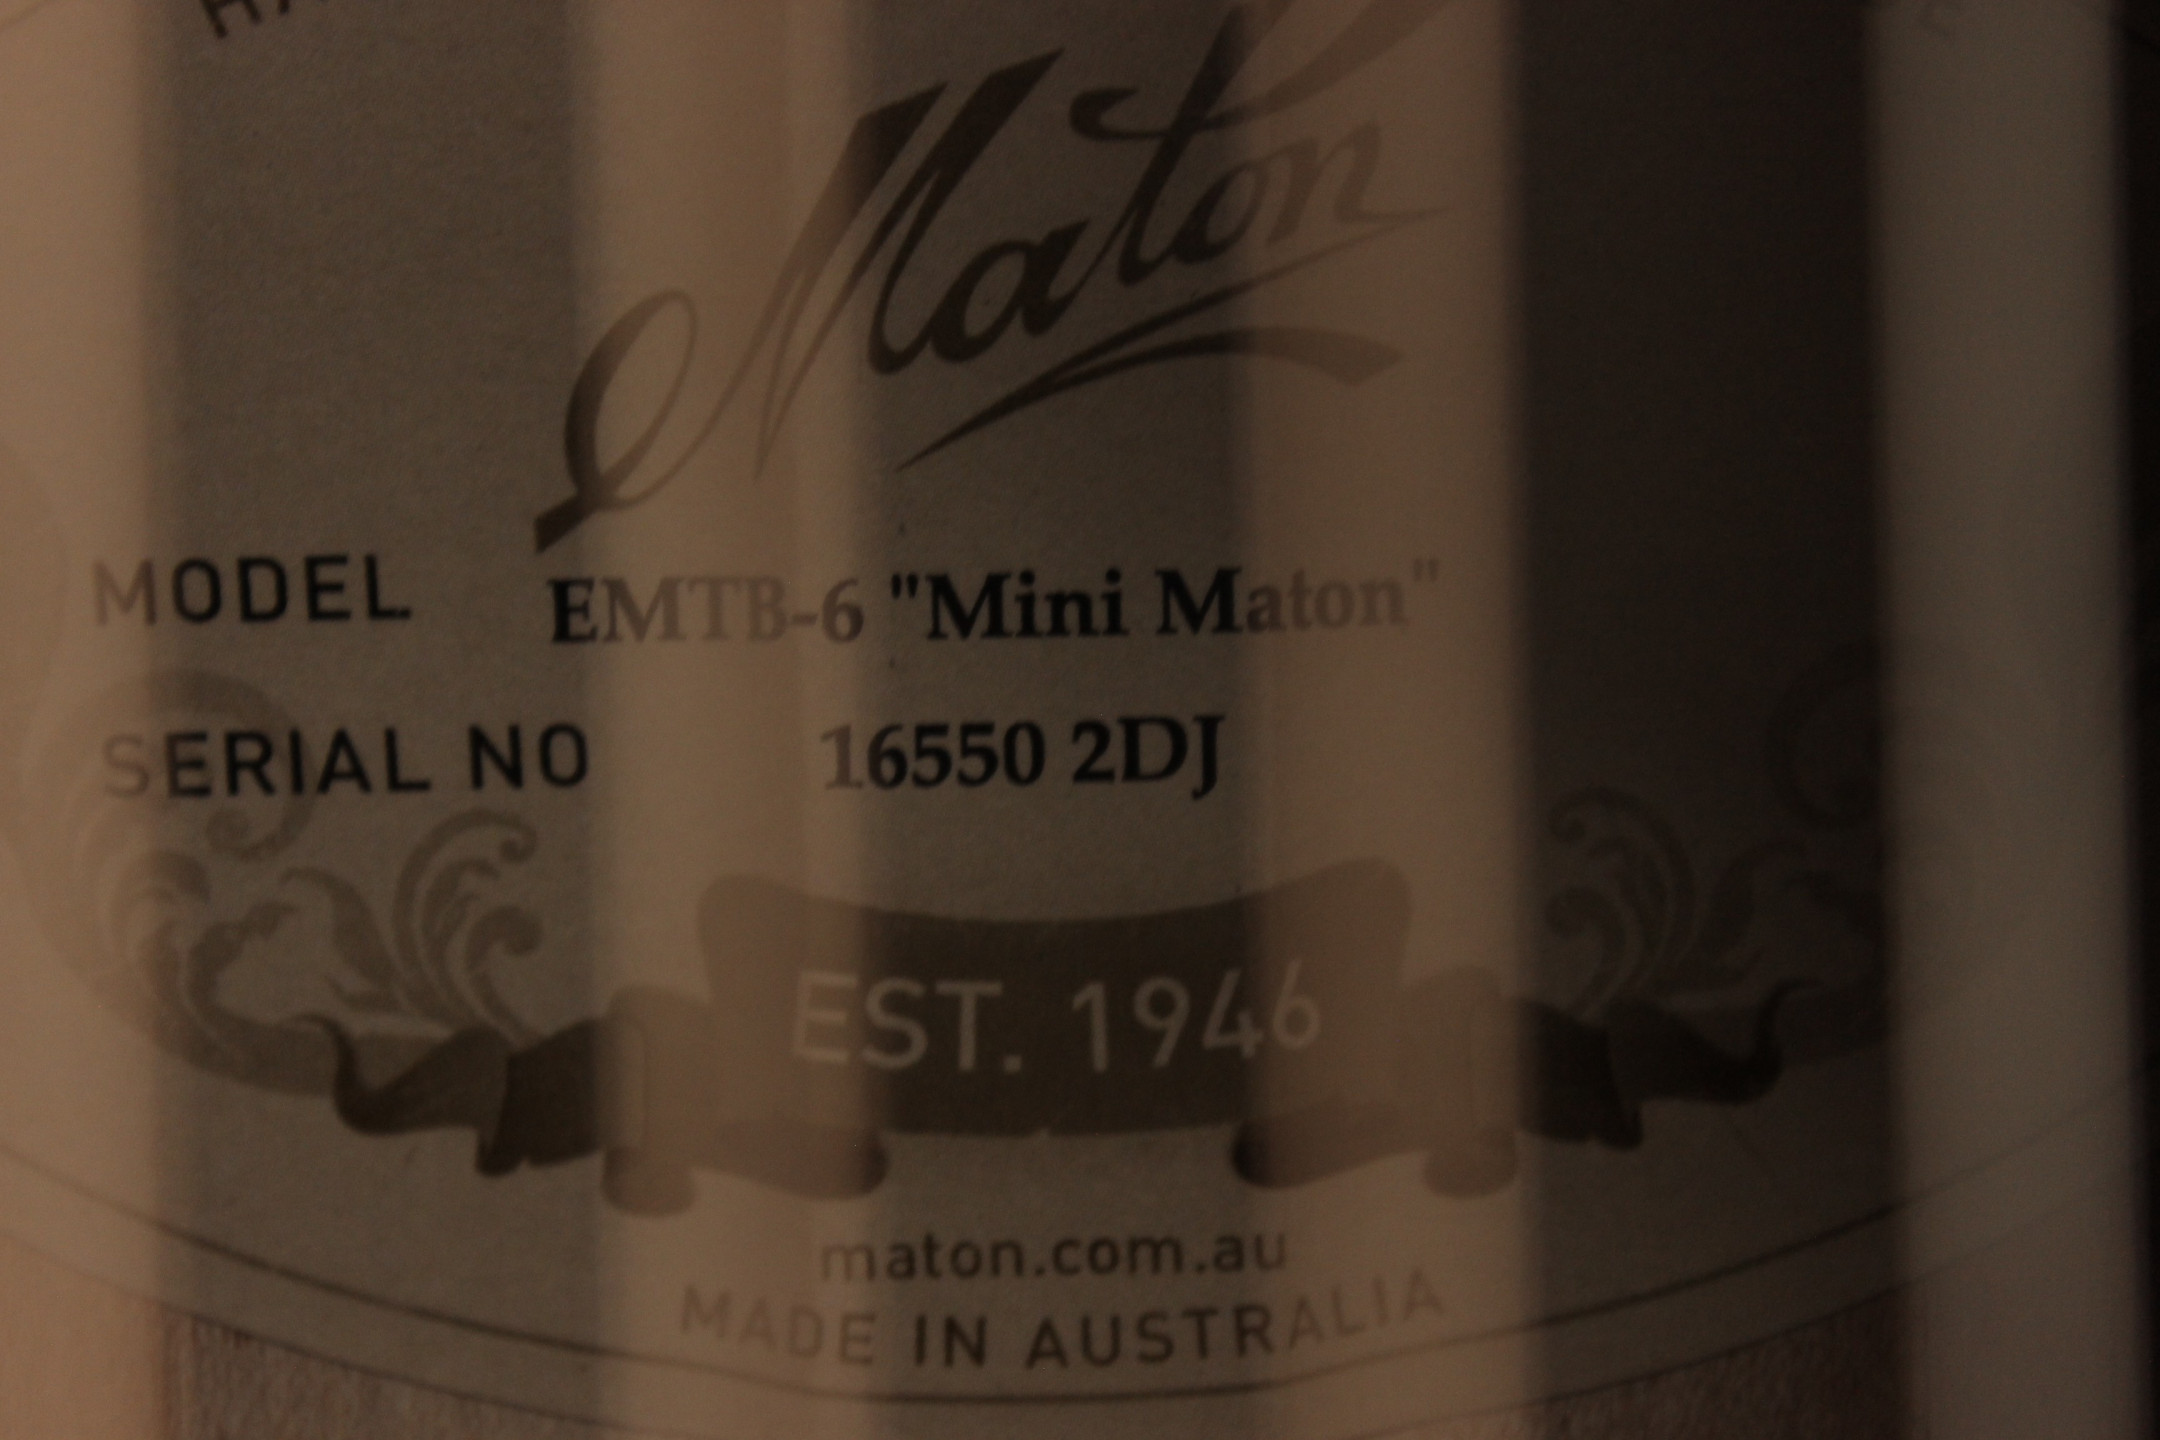 Maton
MODEL EMTB-6 "Mini Maton"
SERIAL NO 16550 2DJ
EST. 1946
maton.com.au
MADE IN AUSTRALIA